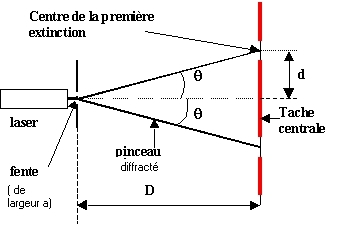 Centre de la première
extinction
θ
d
θ
laser
Tache
centrale
fente
pinceau
diffracté
( de
largeur a)
D